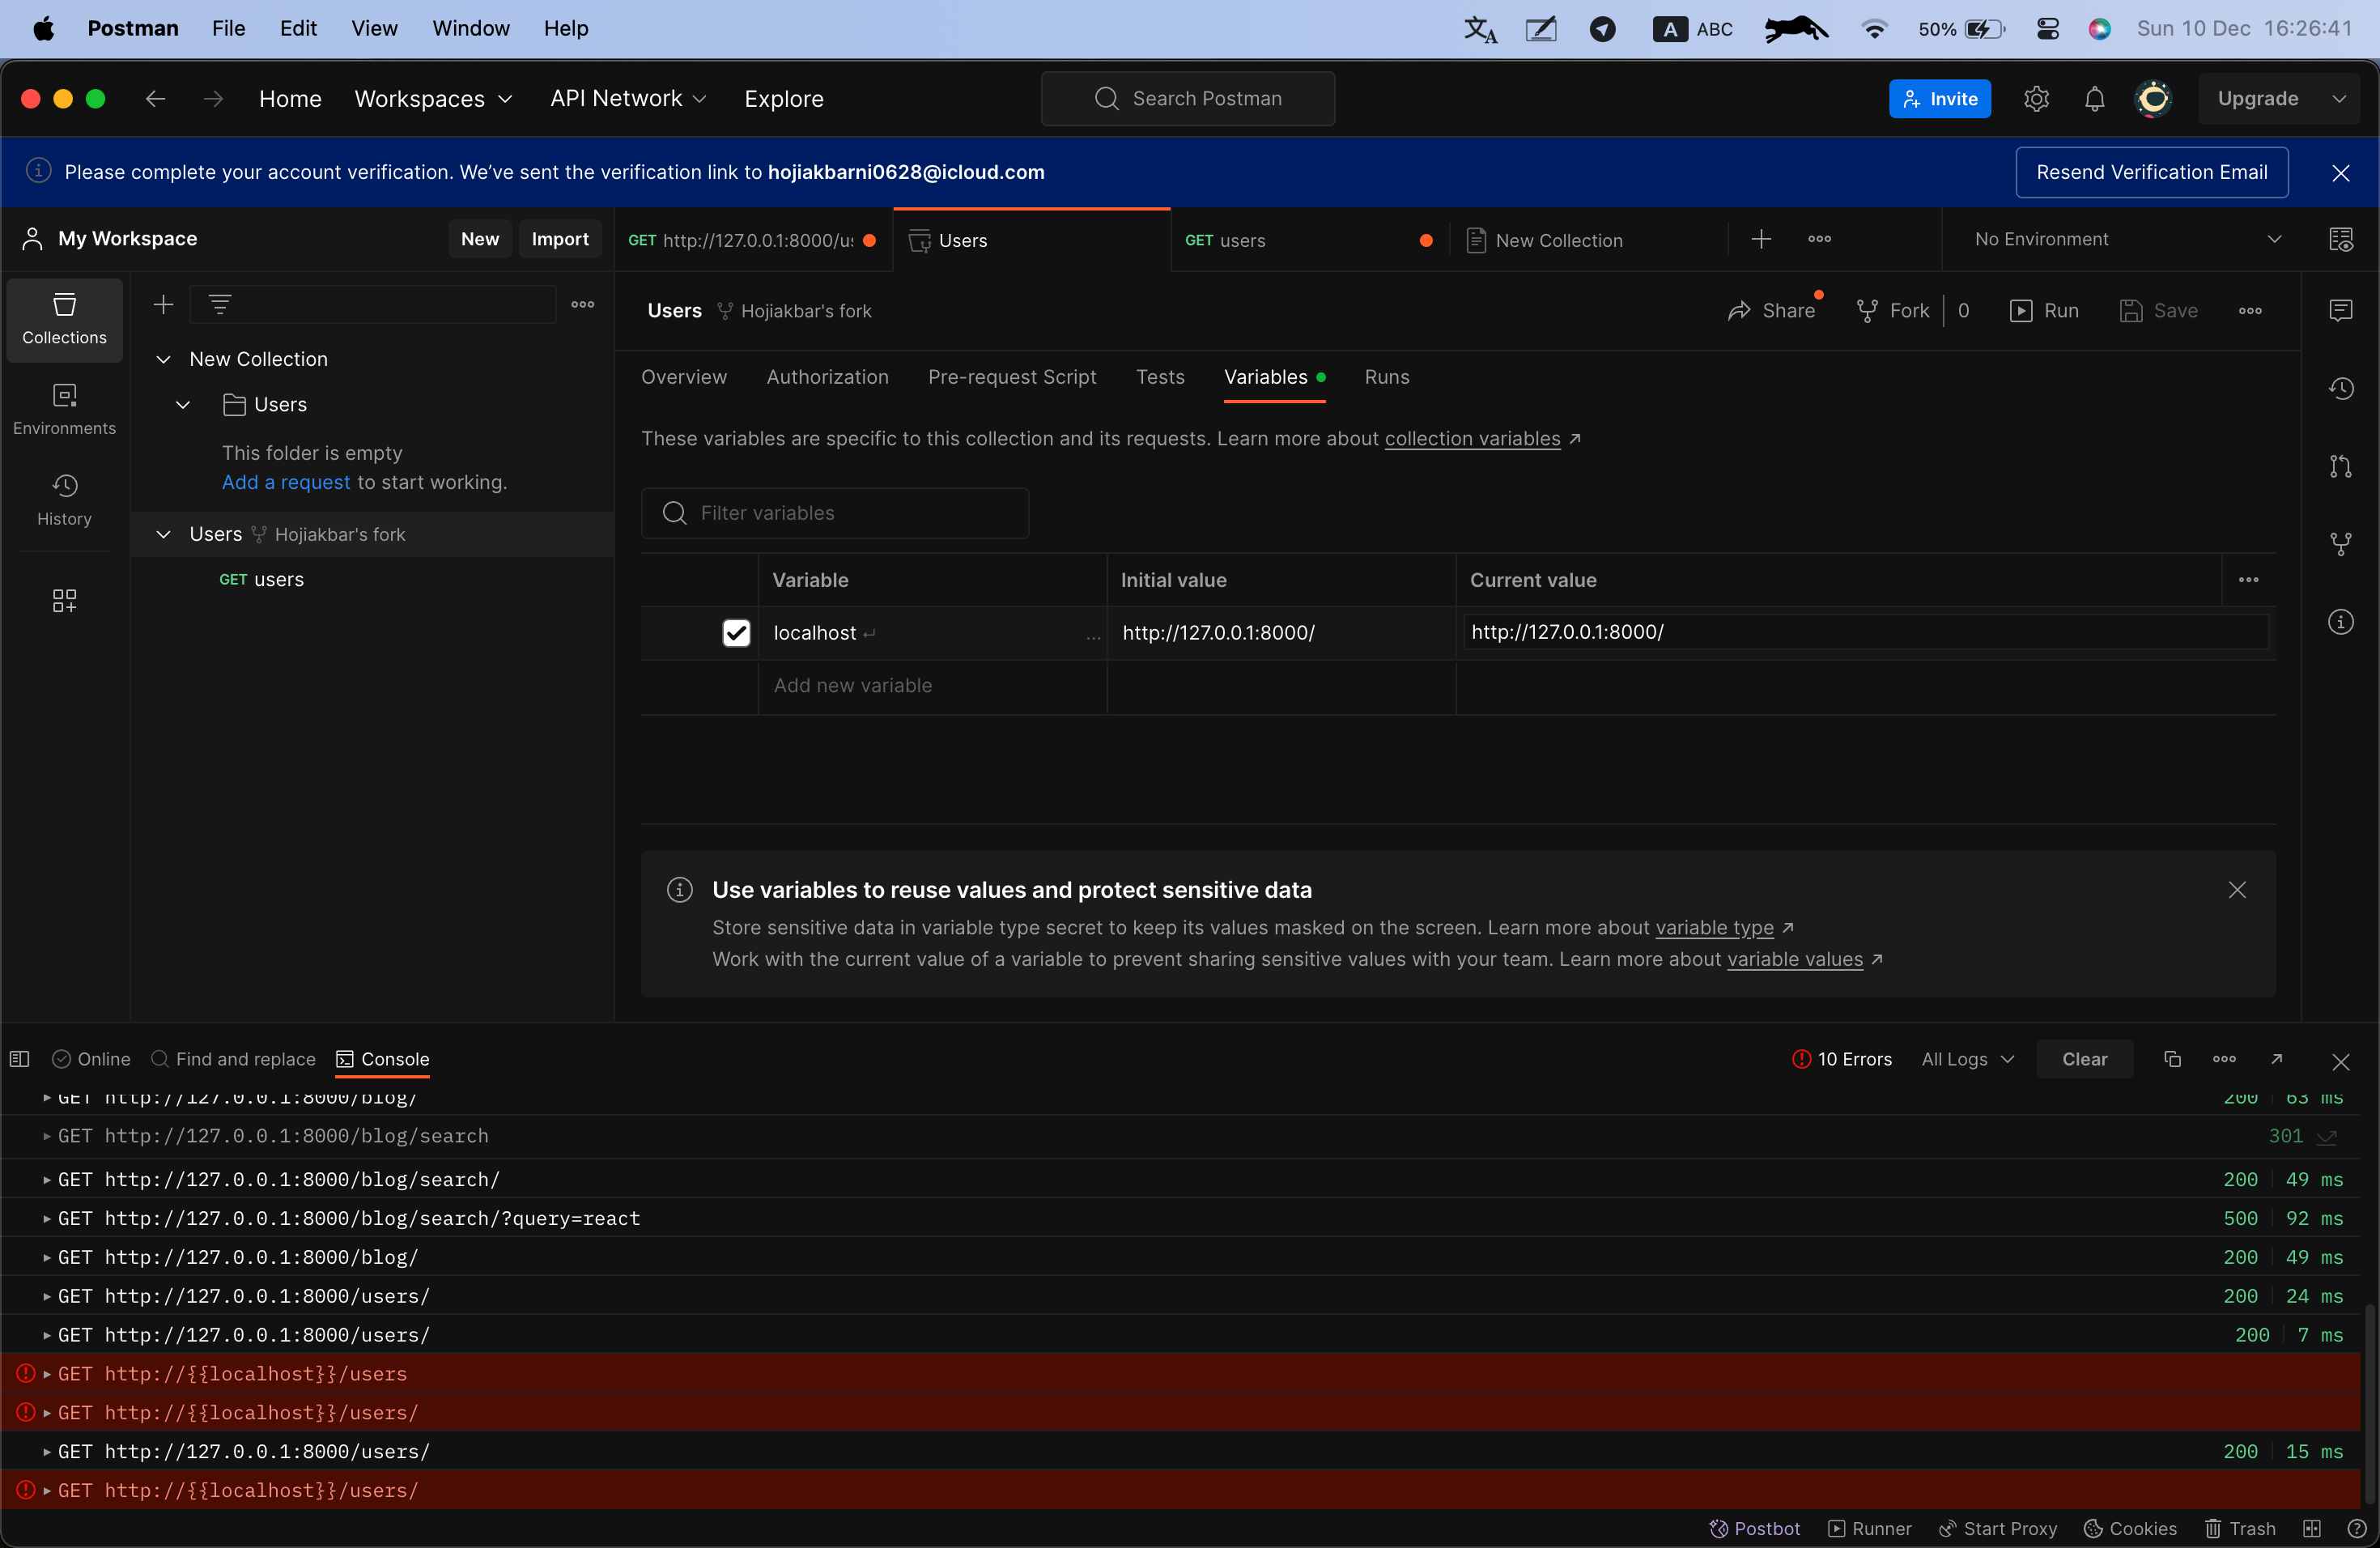 Postman File Edit View Window Help
文A A ABC 50% Sun 10 Dec 16:26:41
Home Workspaces API Network Explore Search Postman Invite Upgrade
Please complete your account verification. We've sent the verification link to hojiakbarni0628@icloud.com Resend Verification Email
My Workspace New Import
GET http://127.0.0.1:8000/us Users GET users New Collection No Environment
Collections
Environments
History
New Collection
Users
This folder is empty
Add a request to start working.
Users Hojiakbar's fork
GET users
Users Hojiakbar's fork Share Fork 0 Run Save
Overview Authorization Pre-request Script Tests Variables Runs
These variables are specific to this collection and its requests. Learn more about collection variables ↗
Filter variables
Variable Initial value Current value
localhost ↵ ... http://127.0.0.1:8000/ http://127.0.0.1:8000/
Add new variable
Use variables to reuse values and protect sensitive data
Store sensitive data in variable type secret to keep its values masked on the screen. Learn more about variable type ↗
Work with the current value of a variable to prevent sharing sensitive values with your team. Learn more about variable values ↗
Online Find and replace Console 10 Errors All Logs Clear
GET http://127.0.0.1:8000/blog/ 200 63 ms
GET http://127.0.0.1:8000/blog/search 301
GET http://127.0.0.1:8000/blog/search/ 200 49 ms
GET http://127.0.0.1:8000/blog/search/?query=react 500 92 ms
GET http://127.0.0.1:8000/blog/ 200 49 ms
GET http://127.0.0.1:8000/users/ 200 24 ms
GET http://127.0.0.1:8000/users/ 200 7 ms
GET http://{{localhost}}/users
GET http://{{localhost}}/users/
GET http://127.0.0.1:8000/users/ 200 15 ms
GET http://{{localhost}}/users/
Postbot Runner Start Proxy Cookies Trash